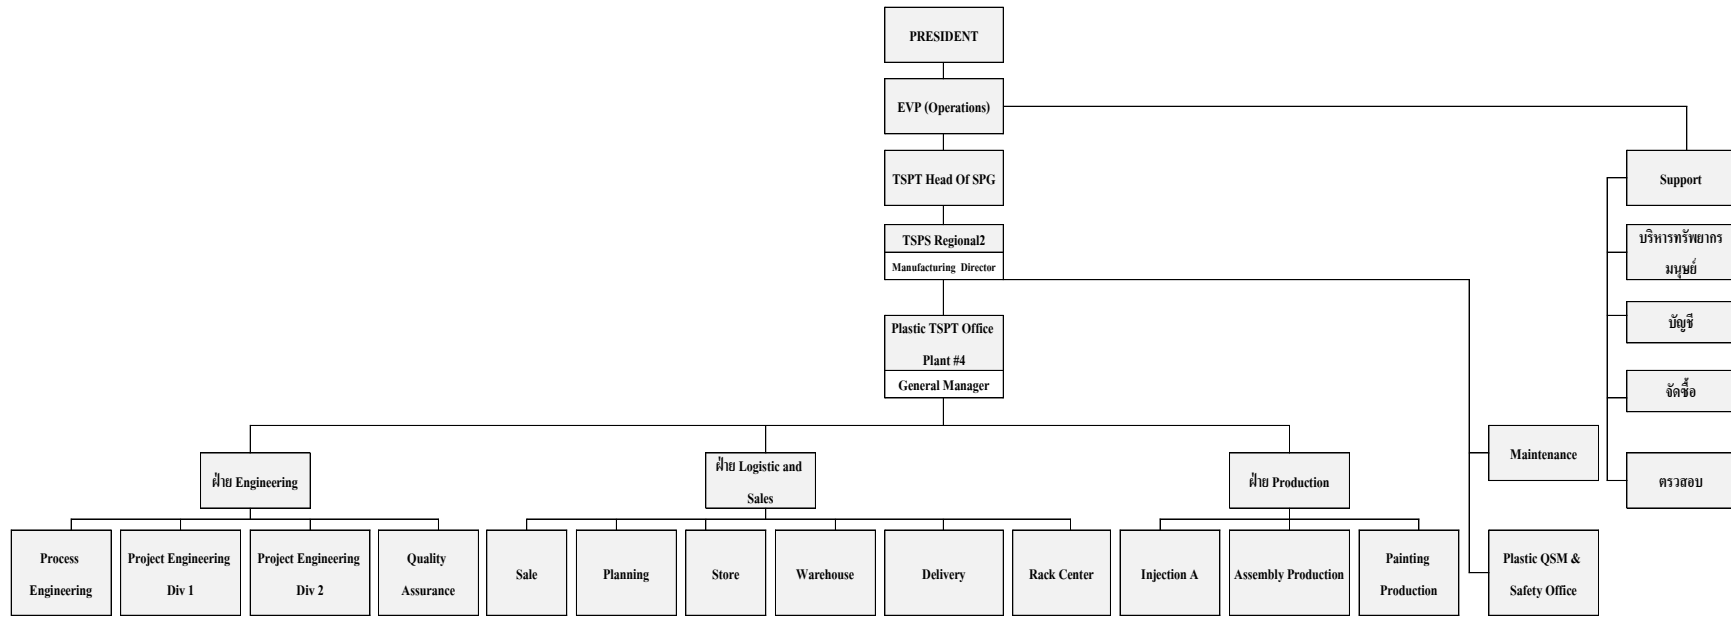 PRESIDENT
EVP (Operations)
TSPT Head Of SPG
Support
TSPS Regional2
Manufacturing Director
บริหารทรัพยากร
มนุษย์
บัญชี
Plastic TSPT Office
Plant #4
General Manager
จัดซื้อ
ฝ่าย Engineering
ฝ่าย Logistic and
Sales
ฝ่าย Production
Maintenance
ตรวสอบ
Process
Engineering
Project Engineering
Div 1
Project Engineering
Div 2
Quality
Assurance
Sale
Planning
Store
Warehouse
Delivery
Rack Center
Injection A
Assembly Production
Painting
Production
Plastic QSM &
Safety Office